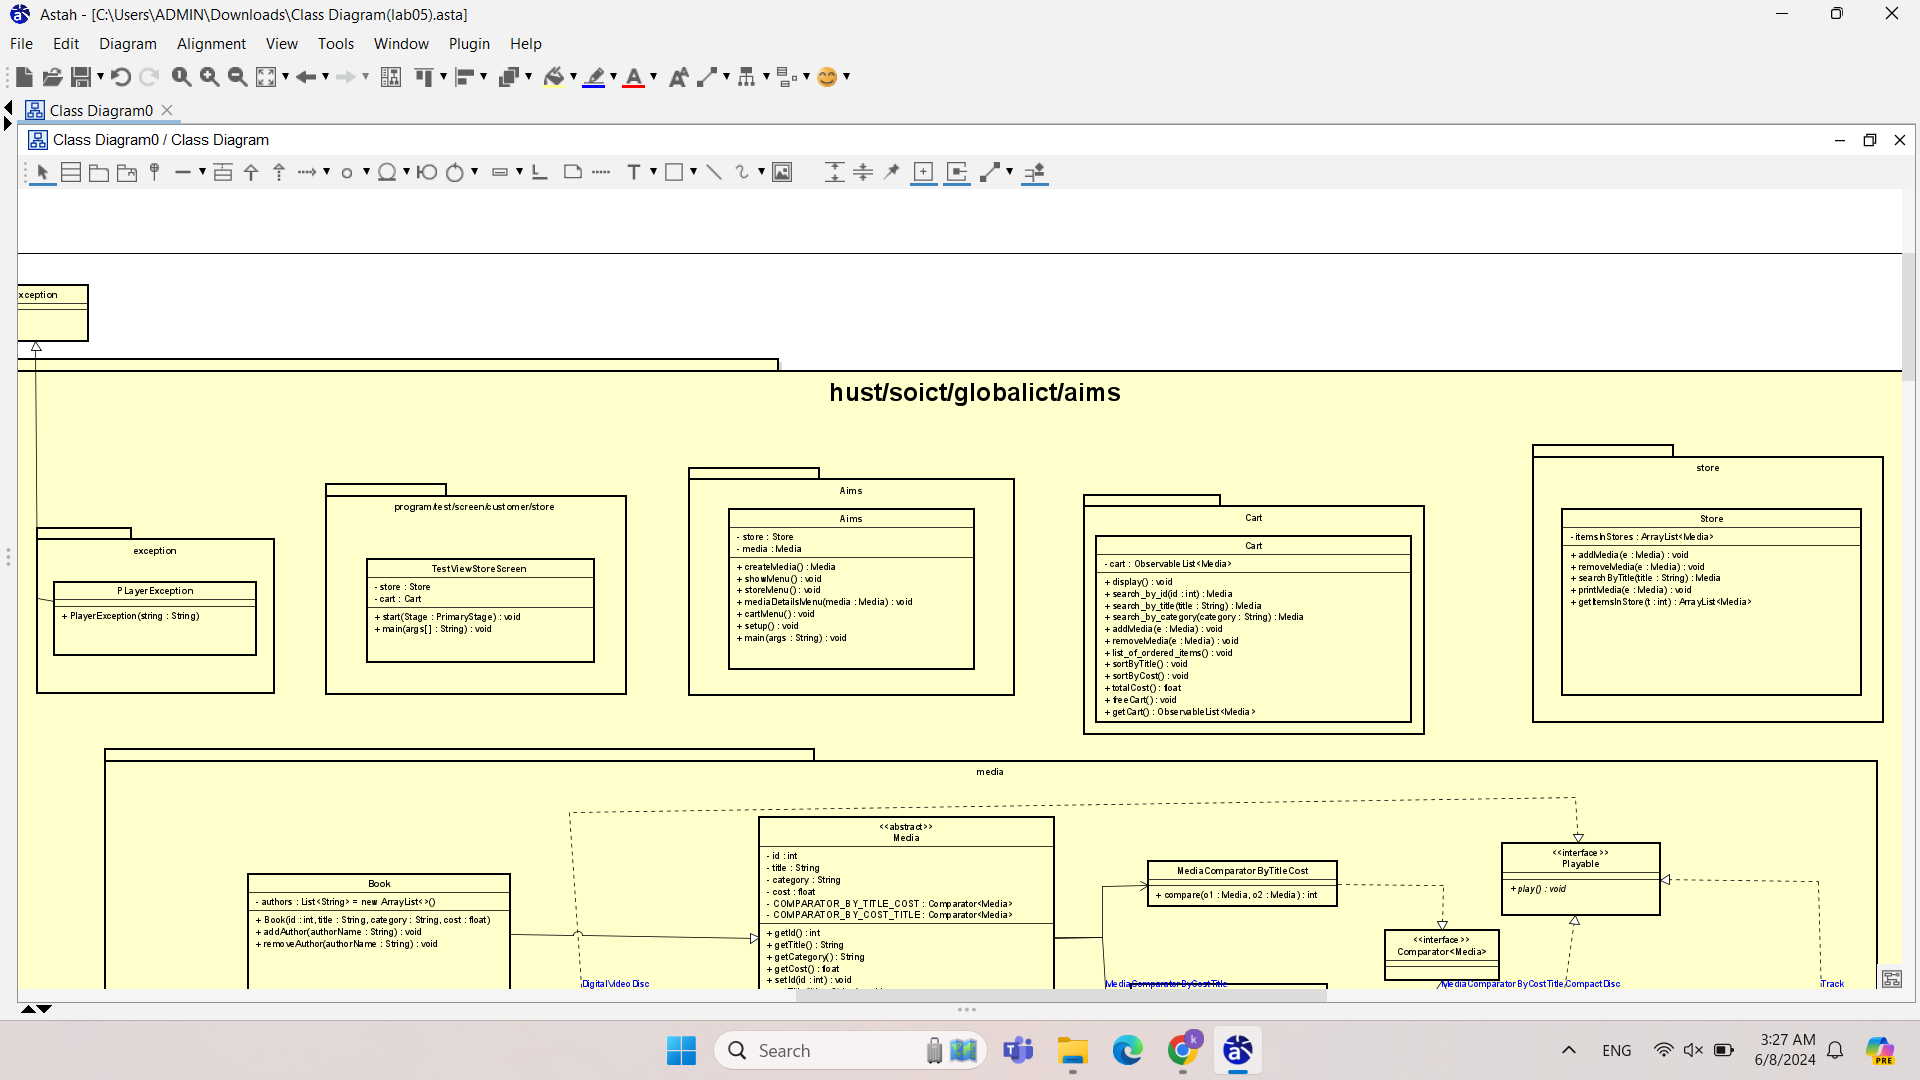 Astah - [C:\Users\ADMIN\Downloads\Class Diagram(lab05).asta]
File Edit Diagram Alignment View Tools Window Plugin Help
Class Diagram0
Class Diagram0 / Class Diagram
xception
hust/soict/globalict/aims
exception
PLayerException
+ PlayerException(string : String)
program/test/screen/customer/store
TestViewStoreScreen
- store : Store
- cart : Cart
+ start(Stage : PrimaryStage) : void
+ main(args[] : String) : void
Aims
Aims
- store : Store
- media : Media
+ createMedia() : Media
+ showMenu() : void
+ storeMenu() : void
+ mediaDetailsMenu(media : Media) : void
+ cartMenu() : void
+ setup() : void
+ main(args : String) : void
Cart
Cart
- cart : ObservableList<Media>
+ display() : void
+ search_by_id(id : int) : Media
+ search_by_title(title : String) : Media
+ search_by_category(category : String) : Media
+ addMedia(e : Media) : void
+ removeMedia(e : Media) : void
+ list_of_ordered_items() : void
+ sortByTitle() : void
+ sortByCost() : void
+ totalCost() : float
+ freeCart() : void
+ getCart() : ObservableList<Media>
store
Store
- itemsInStores : ArrayList<Media>
+ addMedia(e : Media) : void
+ removeMedia(e : Media) : void
+ searchByTitle(title : String) : Media
+ printMedia(e : Media) : void
+ getItemsInStore(t : int) : ArrayList<Media>
media
Book
- authors : List<String> = new ArrayList<>()
+ Book(id : int, title : String, category : String, cost : float)
+ addAuthor(authorName : String) : void
+ removeAuthor(authorName : String) : void
DigitalVideoDisc
<<abstract>>
Media
- id : int
- title : String
- category : String
- cost : float
- COMPARATOR_BY_TITLE_COST : Comparator<Media>
- COMPARATOR_BY_COST_TITLE : Comparator<Media>
+ getId() : int
+ getTitle() : String
+ getCategory() : String
+ getCost() : float
+ setId(id : int) : void
MediaComparatorByTitleCost
+ compare(o1 : Media, o2 : Media) : int
MediaComparatorByCostTitle
<<interface>>
Playable
+ play() : void
<<interface>>
Comparator<Media>
MediaComparatorByCostTitle
CompactDisc
Track
Search
k
ENG
3:27 AM
6/8/2024
PRE